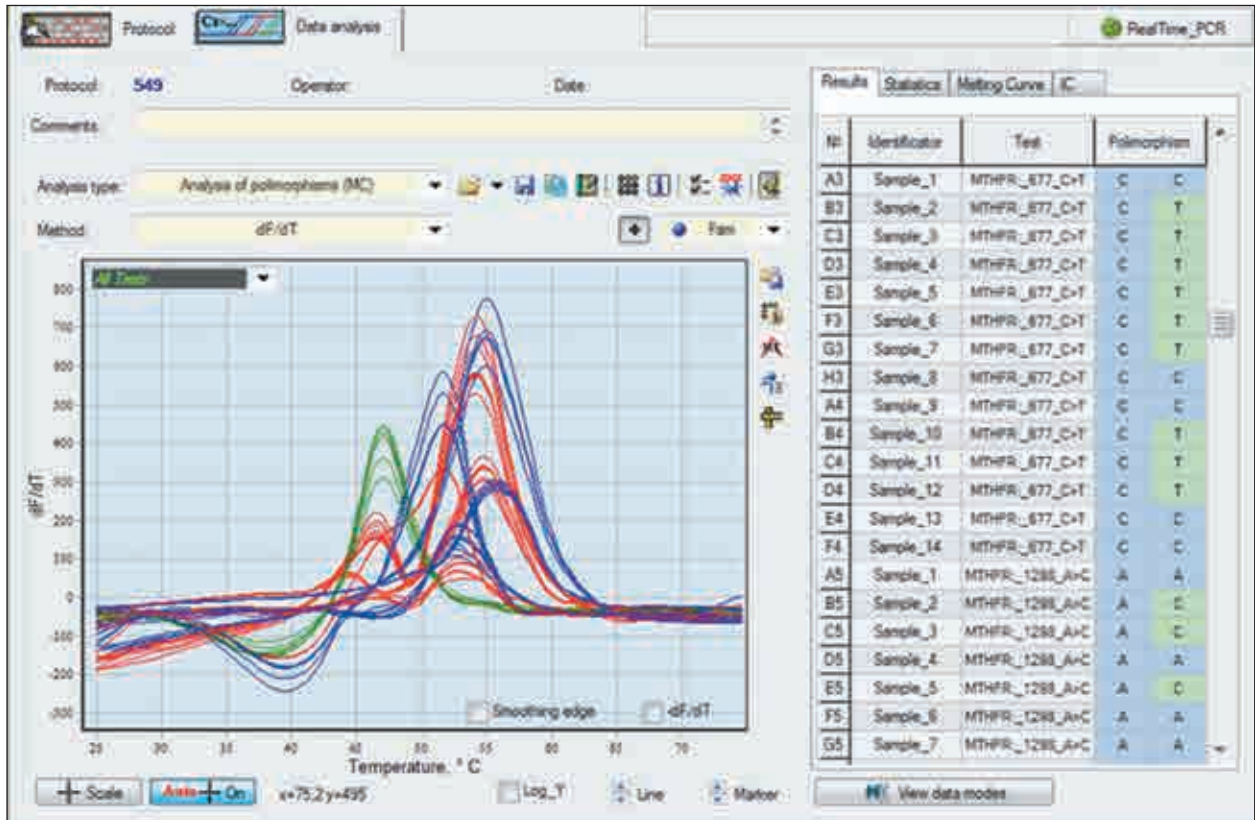 Protocol Data analysis RealTime_PCR
Protocol: 549 Operator: Date:
Comments:
Analysis type: Analysis of polimorphisms (MC)
Method: dF/dT Fam
All Tests
dF/dT
800
700
600
500
400
300
200
100
0
-100
-200
-300
Smoothing edge -dF/dT
25 30 35 40 45 50 55 60 65 70
Temperature, ° C
Scale Auto On x=75,2 y=495 Log_Y Line Marker
Results Statistics Melting Curve IC
№ Identificator Test Polimorphism
A3 Sample_1 MTHFR:_677_C>T C C
B3 Sample_2 MTHFR:_677_C>T C T
C3 Sample_3 MTHFR:_677_C>T C T
D3 Sample_4 MTHFR:_677_C>T C T
E3 Sample_5 MTHFR:_677_C>T C T
F3 Sample_6 MTHFR:_677_C>T C T
G3 Sample_7 MTHFR:_677_C>T C T
H3 Sample_8 MTHFR:_677_C>T C C
A4 Sample_9 MTHFR:_677_C>T C C
B4 Sample_10 MTHFR:_677_C>T C T
C4 Sample_11 MTHFR:_677_C>T C T
D4 Sample_12 MTHFR:_677_C>T C T
E4 Sample_13 MTHFR:_677_C>T C C
F4 Sample_14 MTHFR:_677_C>T C C
A5 Sample_1 MTHFR:_1298_A>C A A
B5 Sample_2 MTHFR:_1298_A>C A C
C5 Sample_3 MTHFR:_1298_A>C A C
D5 Sample_4 MTHFR:_1298_A>C A A
E5 Sample_5 MTHFR:_1298_A>C A C
F5 Sample_6 MTHFR:_1298_A>C A A
G5 Sample_7 MTHFR:_1298_A>C A A
View data modes